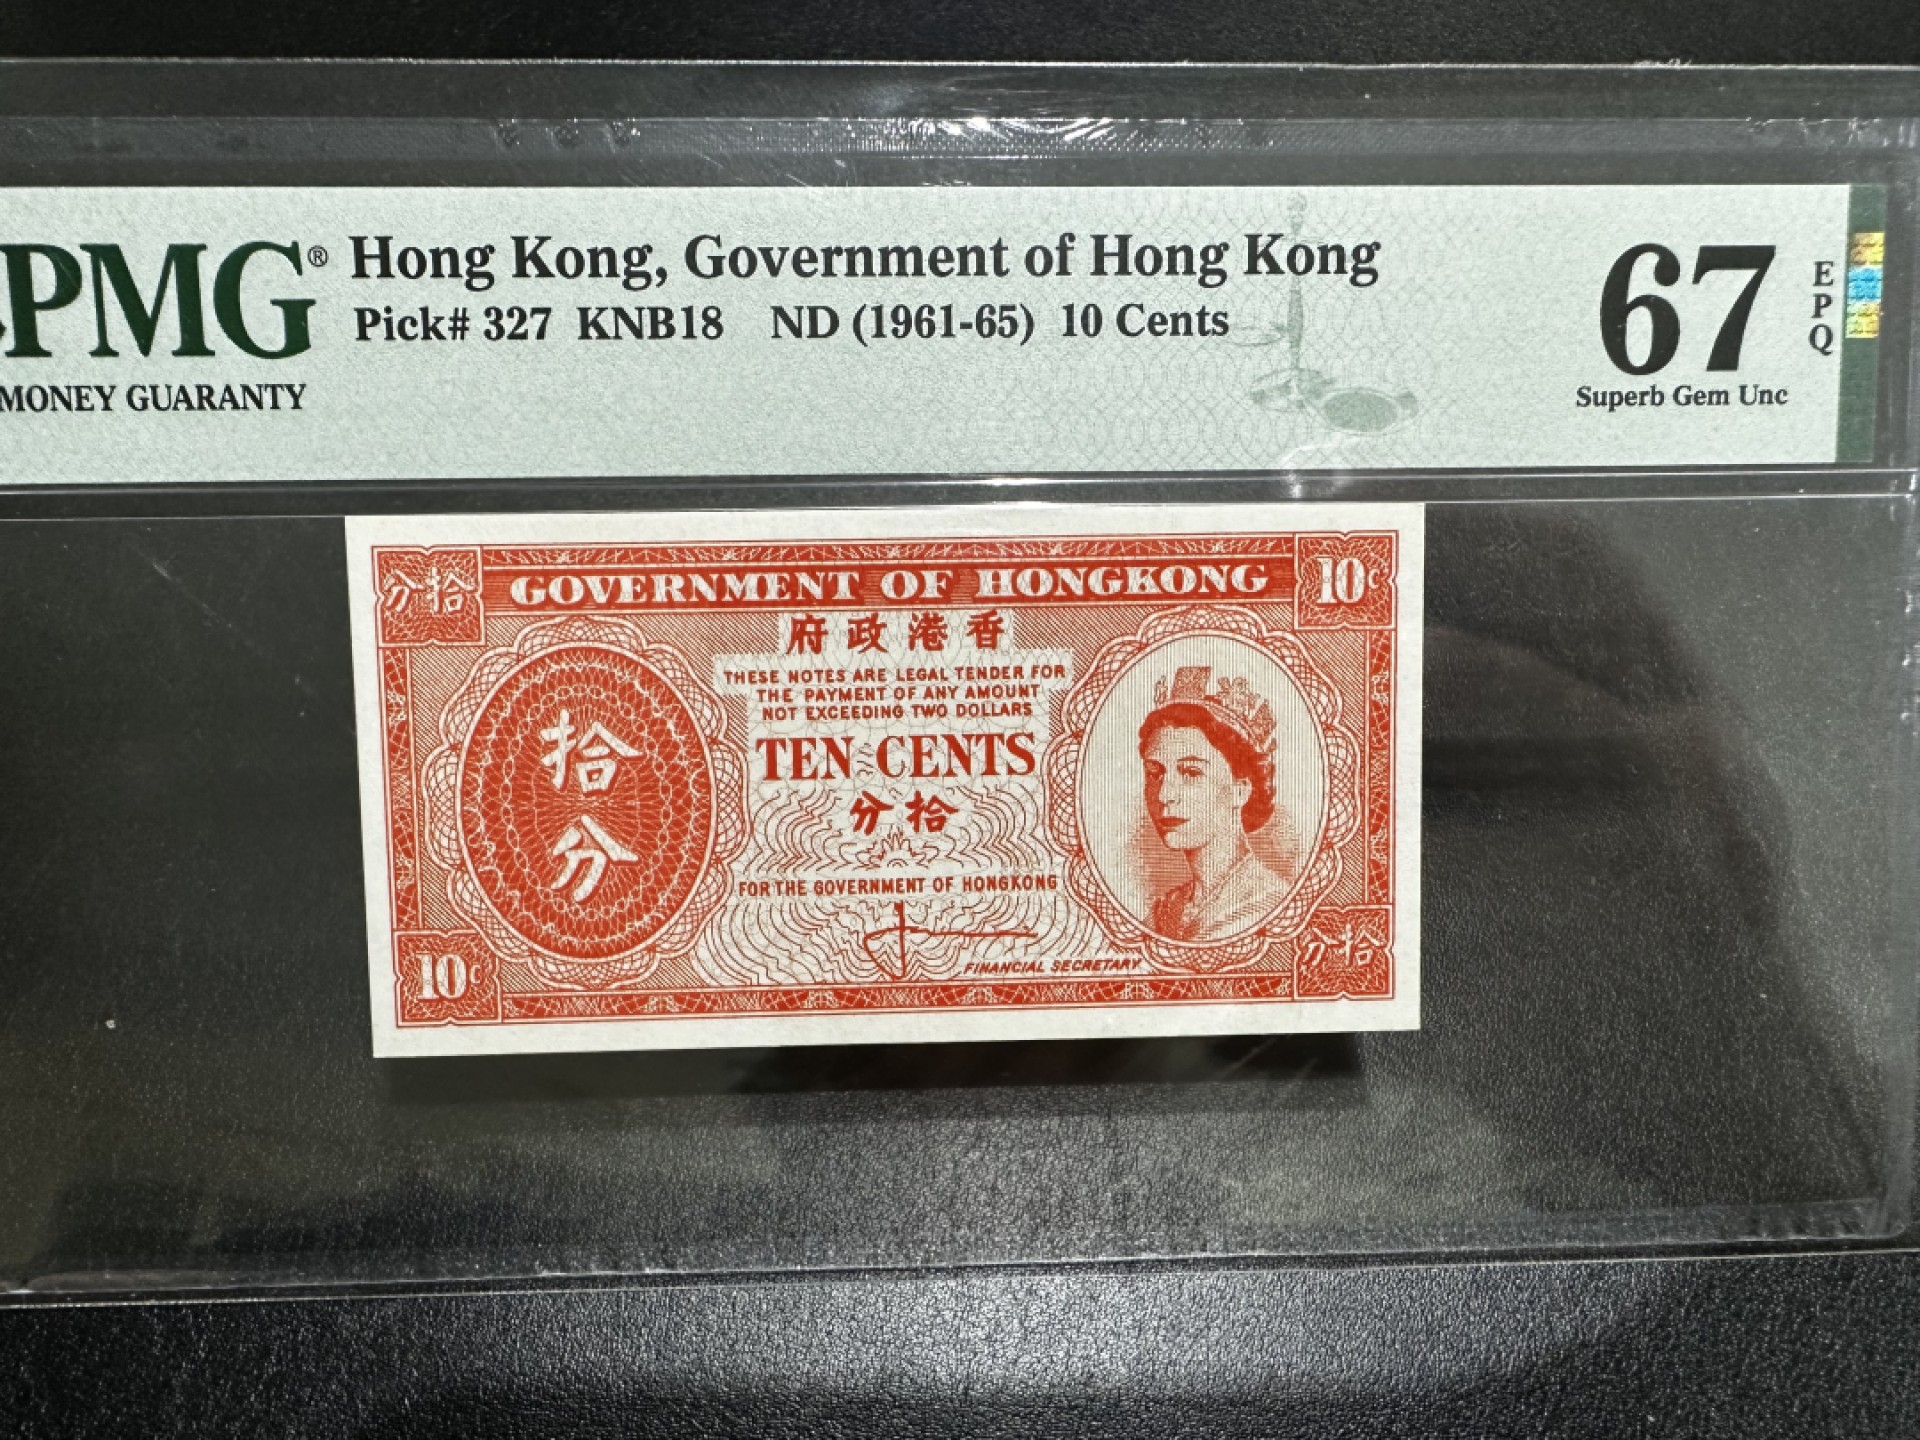 PMG® Hong Kong, Government of Hong Kong 67 EPQ
Pick# 327 KNB18 ND (1961-65) 10 Cents
MONEY GUARANTY Superb Gem Unc
分拾 GOVERNMENT OF HONGKONG 10c
府政港香
THESE NOTES ARE LEGAL TENDER FOR
THE PAYMENT OF ANY AMOUNT
NOT EXCEEDING TWO DOLLARS
拾分
TEN CENTS
分拾
FOR THE GOVERNMENT OF HONGKONG
FINANCIAL SECRETARY
10c 分拾